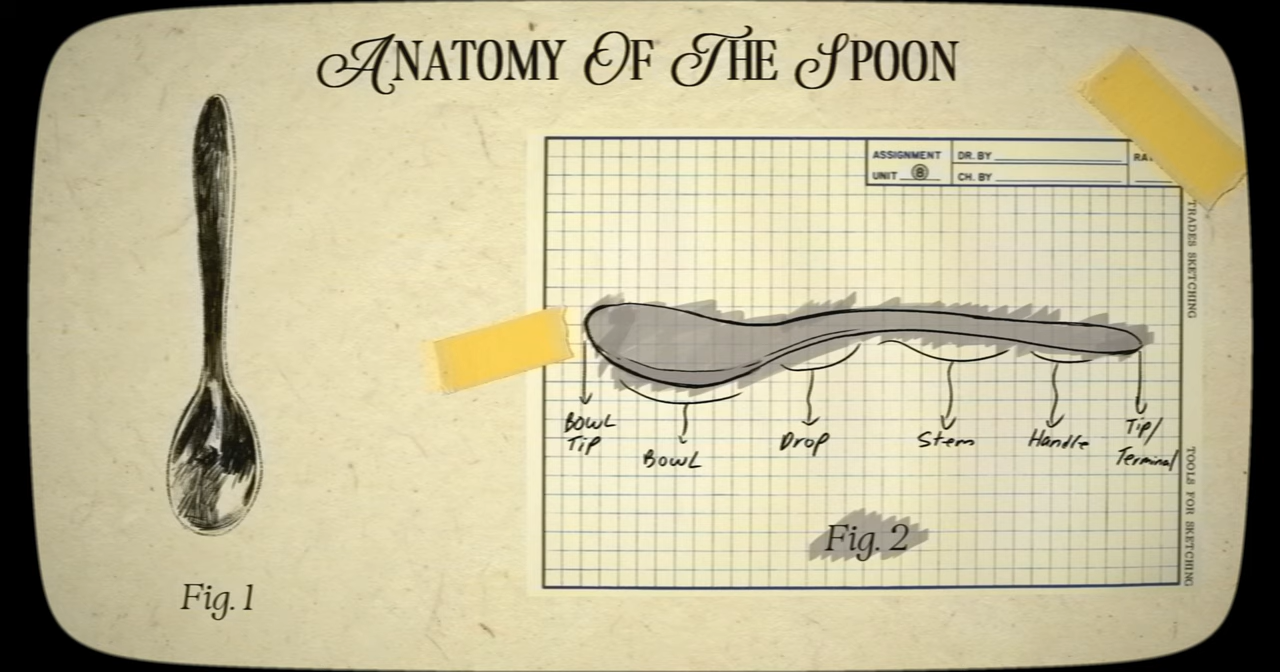 ANATOMY OF THE SPOON
ASSIGNMENT
UNIT 8
DR. BY
CH. BY
TRADES SKETCHING
TOOLS FOR SKETCHING
Bowl
Tip
Bowl
Drop
Stem
Handle
Tip/
Terminal
Fig. 2
Fig. 1